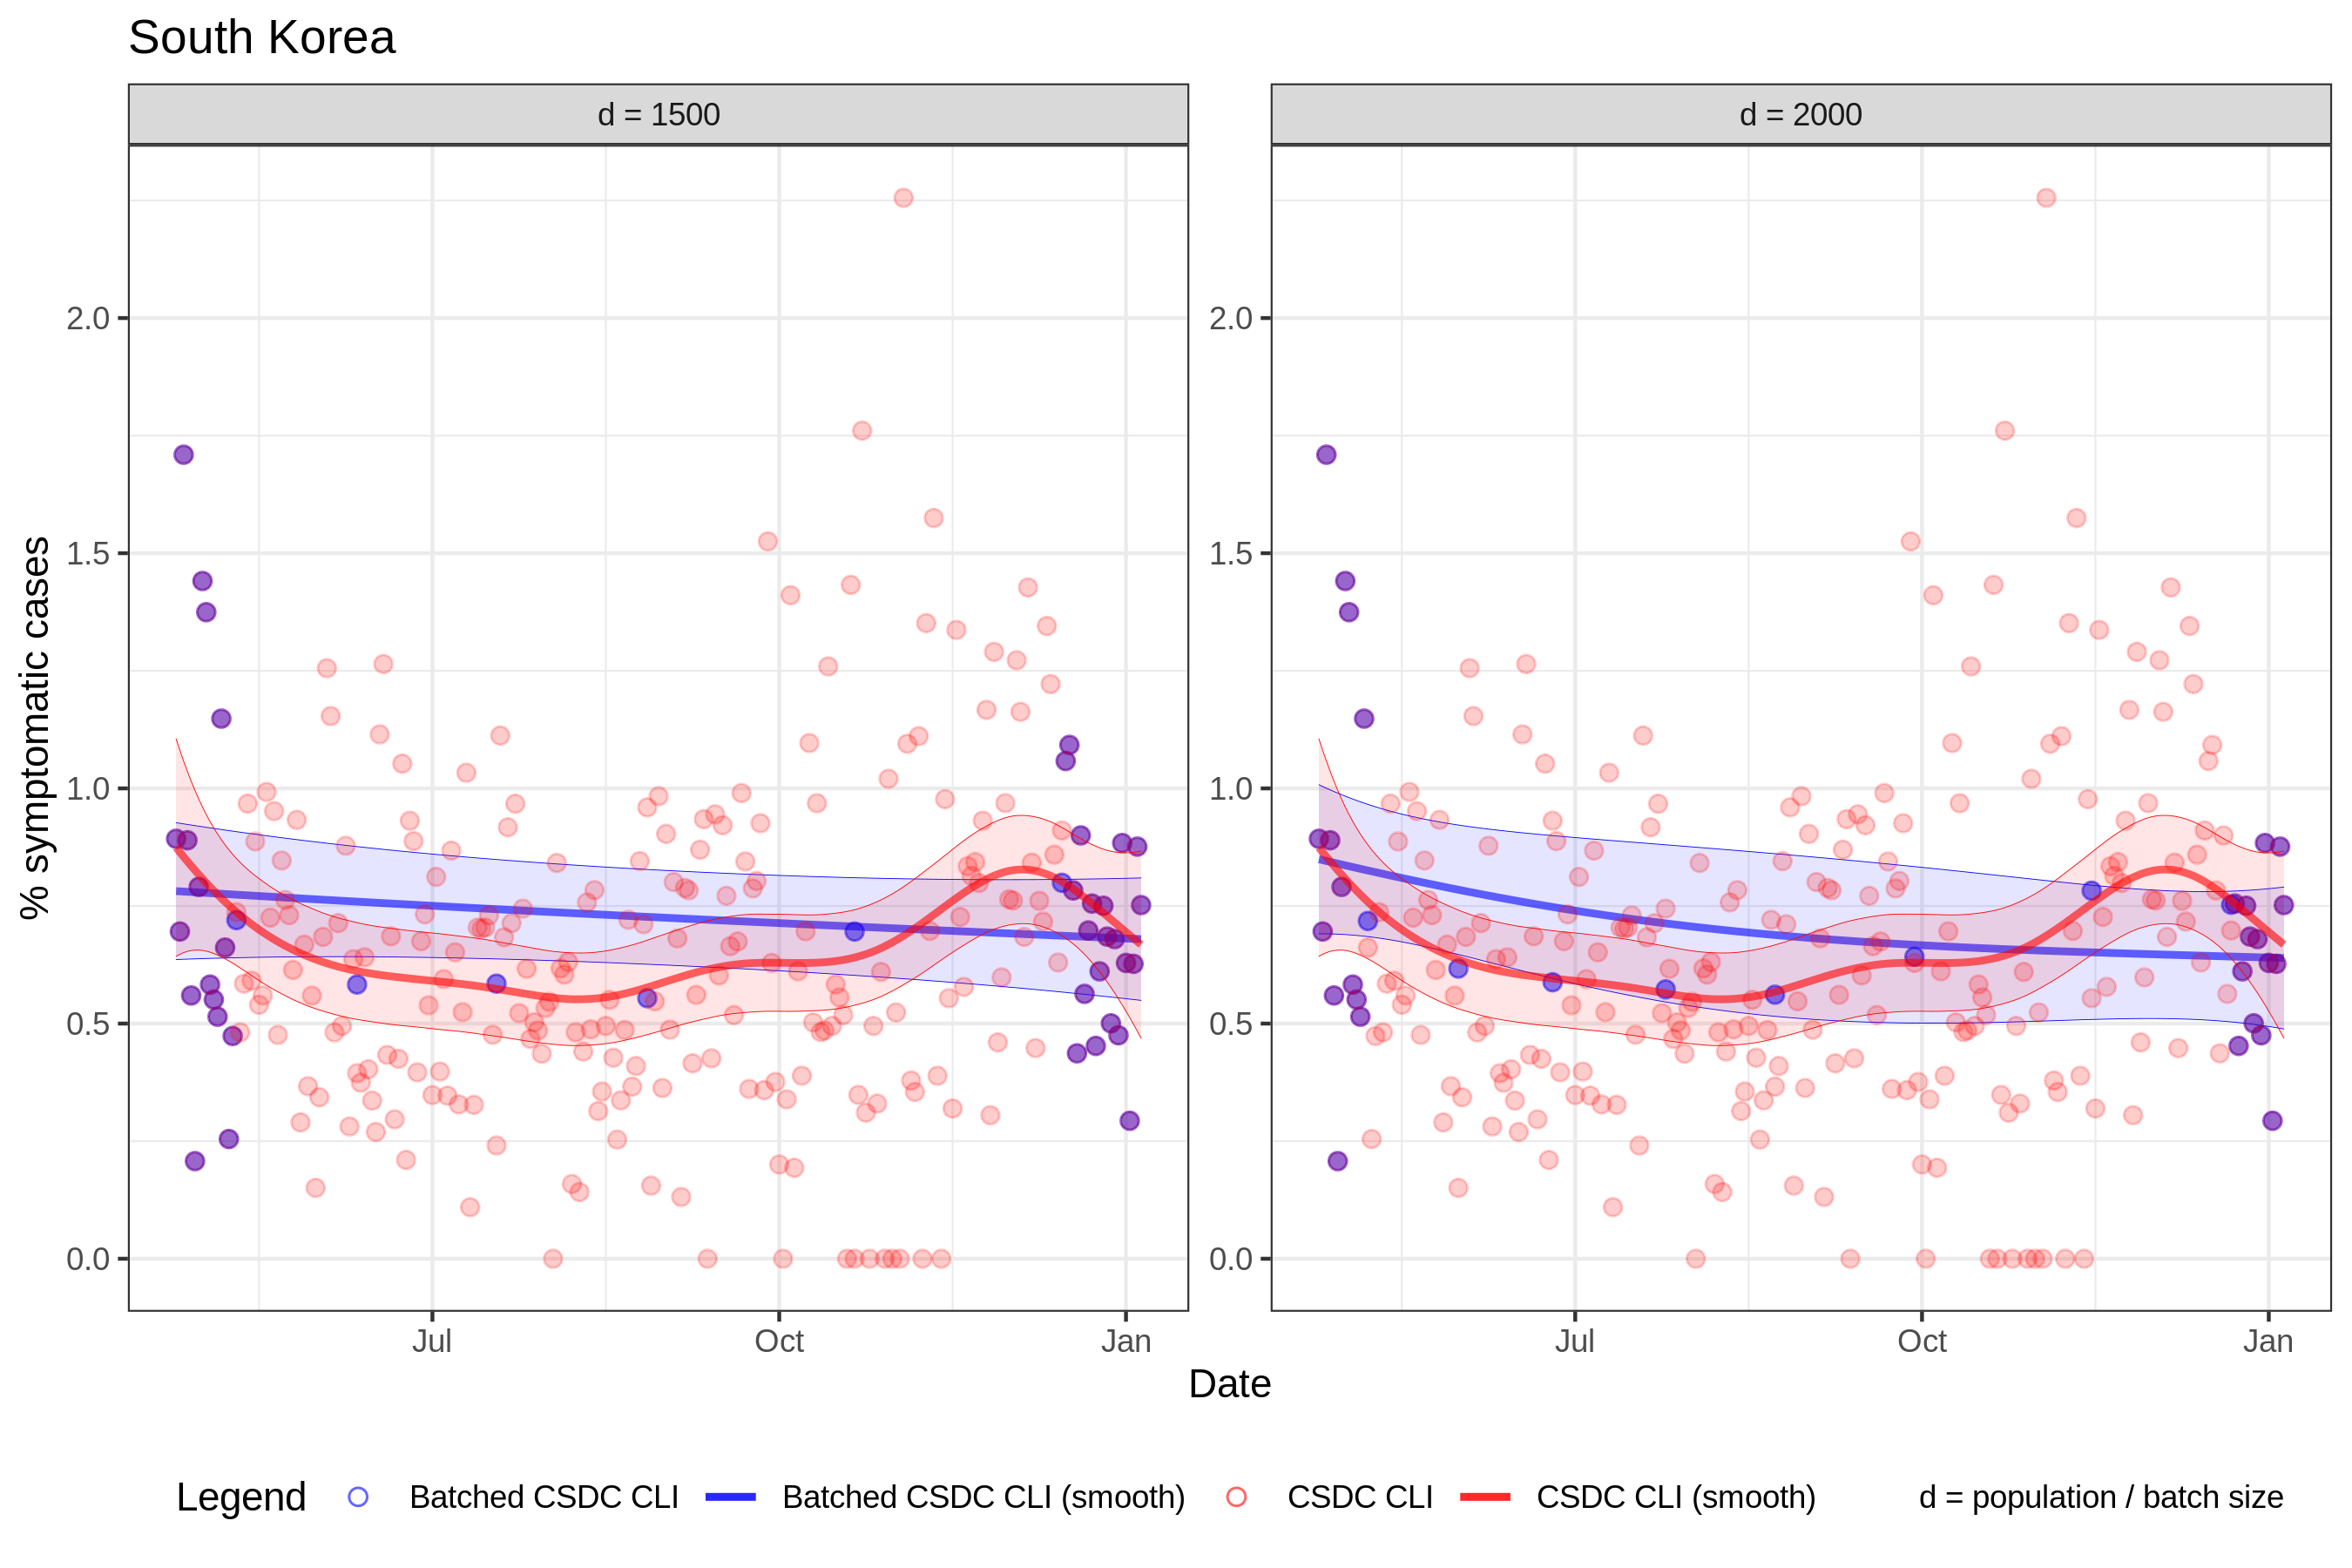 South Korea
d = 1500
d = 2000
% symptomatic cases
2.0
1.5
1.0
0.5
0.0
2.0
1.5
1.0
0.5
0.0
Jul
Oct
Jan
Jul
Oct
Jan
Date
Legend
Batched CSDC CLI
Batched CSDC CLI (smooth)
CSDC CLI
CSDC CLI (smooth)
d = population / batch size